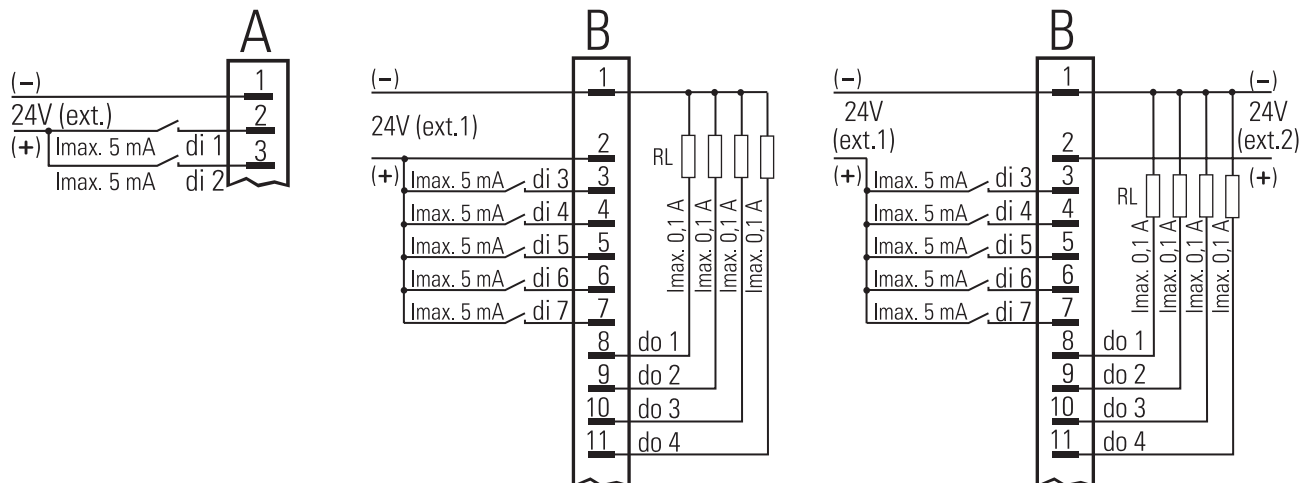 A
(–)
1
24V (ext.)
2
(+)
Imax. 5 mA
di 1
3
Imax. 5 mA
di 2
B
(–)
1
24V (ext.1)
2
(+)
RL
Imax. 5 mA
di 3
3
Imax. 5 mA
di 4
4
Imax. 5 mA
di 5
5
Imax. 5 mA
di 6
6
Imax. 5 mA
di 7
7
Imax. 0,1 A
Imax. 0,1 A
Imax. 0,1 A
Imax. 0,1 A
8
do 1
9
do 2
10
do 3
11
do 4
B
(–)
1
(–)
24V
(ext.1)
24V
(ext.2)
2
(+)
(+)
RL
Imax. 5 mA
di 3
3
Imax. 5 mA
di 4
4
Imax. 5 mA
di 5
5
Imax. 5 mA
di 6
6
Imax. 5 mA
di 7
7
Imax. 0,1 A
Imax. 0,1 A
Imax. 0,1 A
Imax. 0,1 A
8
do 1
9
do 2
10
do 3
11
do 4